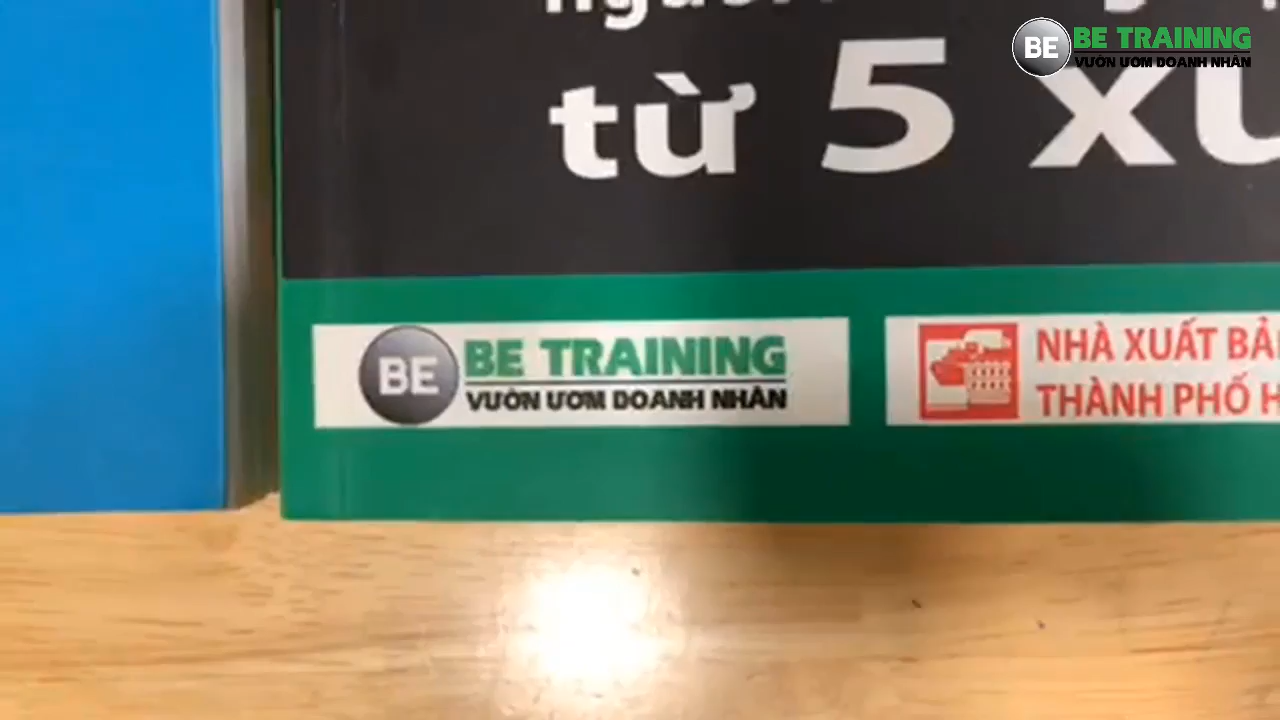 từ 5
BE BE TRAINING
VƯỜN ƯƠM DOANH NHÂN
BE BE TRAINING
VƯỜN ƯƠM DOANH NHÂN
NHÀ XUẤT
THÀNH PHỐ